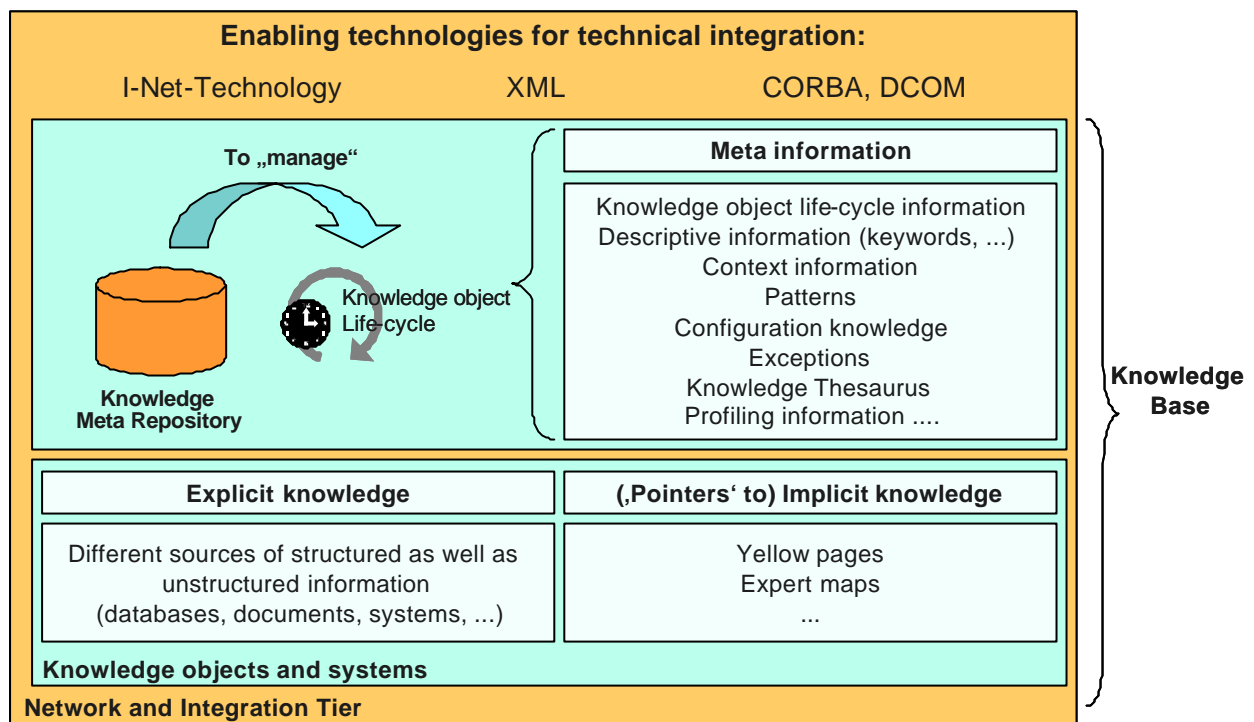 Enabling technologies for technical integration:
I-Net-Technology XML CORBA, DCOM
To „manage“
Knowledge object
Life-cycle
Knowledge
Meta Repository
Meta information
Knowledge object life-cycle information
Descriptive information (keywords, ...)
Context information
Patterns
Configuration knowledge
Exceptions
Knowledge Thesaurus
Profiling information ....
Knowledge
Base
Explicit knowledge
Different sources of structured as well as
unstructured information
(databases, documents, systems, ...)
(‚Pointers‘ to) Implicit knowledge
Yellow pages
Expert maps
...
Knowledge objects and systems
Network and Integration Tier